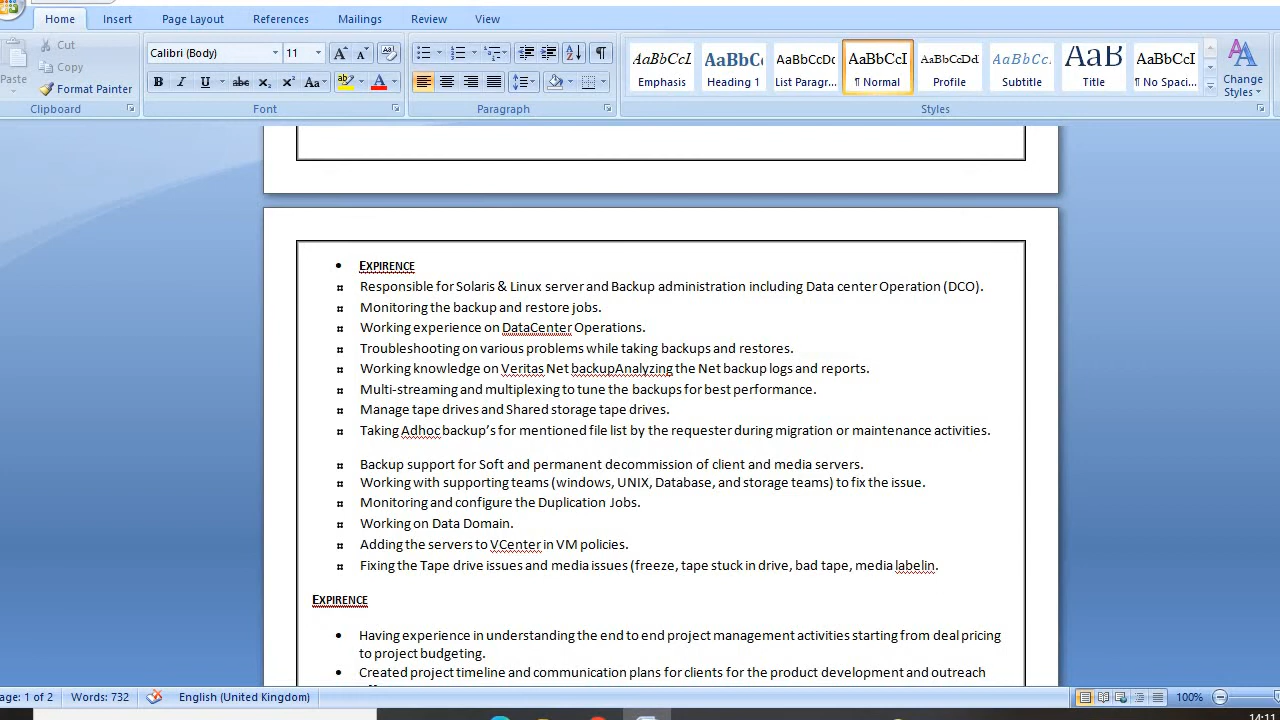 Home Insert Page Layout References Mailings Review View
Cut
Copy
Format Painter
Paste
Clipboard
Calibri (Body) 11
Font
Paragraph
AaBbCcL AaBbC AaBbCcDc AaBbCcI AaBbCcDd AaBbCc. AaB AaBbCcI
Emphasis Heading 1 List Paragr... ¶ Normal Profile Subtitle Title ¶ No Spaci...
Change
Styles
Styles
• EXPIRENCE
Responsible for Solaris & Linux server and Backup administration including Data center Operation (DCO).
Monitoring the backup and restore jobs.
Working experience on DataCenter Operations.
Troubleshooting on various problems while taking backups and restores.
Working knowledge on Veritas Net backupAnalyzing the Net backup logs and reports.
Multi-streaming and multiplexing to tune the backups for best performance.
Manage tape drives and Shared storage tape drives.
Taking Adhoc backup’s for mentioned file list by the requester during migration or maintenance activities.
Backup support for Soft and permanent decommission of client and media servers.
Working with supporting teams (windows, UNIX, Database, and storage teams) to fix the issue.
Monitoring and configure the Duplication Jobs.
Working on Data Domain.
Adding the servers to VCenter in VM policies.
Fixing the Tape drive issues and media issues (freeze, tape stuck in drive, bad tape, media labelin.
EXPIRENCE
• Having experience in understanding the end to end project management activities starting from deal pricing
to project budgeting.
• Created project timeline and communication plans for clients for the product development and outreach
age: 1 of 2 Words: 732 English (United Kingdom) 100%
14:11